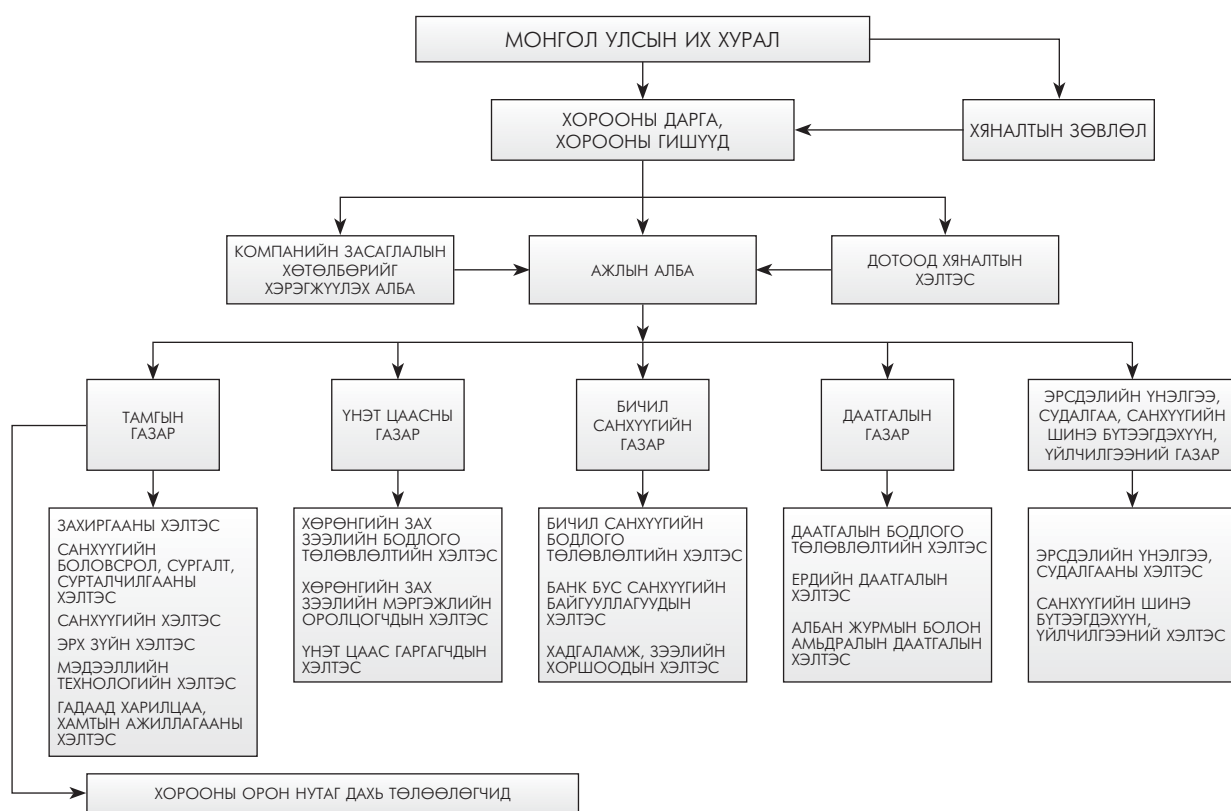 МОНГОЛ УЛСЫН ИХ ХУРАЛ
ХОРООНЫ ДАРГА,
ХОРООНЫ ГИШҮҮД
ХЯНАЛТЫН ЗӨВЛӨЛ
КОМПАНИЙН ЗАСАГЛАЛЫН
ХӨТӨЛБӨРИЙГ
ХЭРЭГЖҮҮЛЭХ АЛБА
АЖЛЫН АЛБА
ДОТООД ХЯНАЛТЫН
ХЭЛТЭС
ТАМГЫН
ГАЗАР
ҮНЭТ ЦААСНЫ
ГАЗАР
БИЧИЛ
САНХҮҮГИЙН
ГАЗАР
ДААТГАЛЫН
ГАЗАР
ЭРСДЭЛИЙН ҮНЭЛГЭЭ,
СУДАЛГАА, САНХҮҮГИЙН
ШИНЭ БҮТЭЭГДЭХҮҮН,
ҮЙЛЧИЛГЭЭНИЙ ГАЗАР
ЗАХИРГААНЫ ХЭЛТЭС
САНХҮҮГИЙН
БОЛОВСРОЛ, СУРГАЛТ,
СУРТАЛЧИЛГААНЫ
ХЭЛТЭС
САНХҮҮГИЙН ХЭЛТЭС
ЭРХ ЗҮЙН ХЭЛТЭС
МЭДЭЭЛЛИЙН
ТЕХНОЛОГИЙН ХЭЛТЭС
ГАДААД ХАРИЛЦАА,
ХАМТЫН АЖИЛЛАГААНЫ
ХЭЛТЭС
ХӨРӨНГИЙН ЗАХ
ЗЭЭЛИЙН БОДЛОГО
ТӨЛӨВЛӨЛТИЙН ХЭЛТЭС
ХӨРӨНГИЙН ЗАХ
ЗЭЭЛИЙН МЭРГЭЖЛИЙН
ОРОЛЦОГЧДЫН ХЭЛТЭС
ҮНЭТ ЦААС ГАРГАГЧДЫН
ХЭЛТЭС
БИЧИЛ САНХҮҮГИЙН
БОДЛОГО
ТӨЛӨВЛӨЛТИЙН ХЭЛТЭС
БАНК БУС САНХҮҮГИЙН
БАЙГУУЛЛАГУУДЫН
ХЭЛТЭС
ХАДГАЛАМЖ, ЗЭЭЛИЙН
ХОРШООДЫН ХЭЛТЭС
ДААТГАЛЫН БОДЛОГО
ТӨЛӨВЛӨЛТИЙН ХЭЛТЭС
ЕРДИЙН ДААТГАЛЫН
ХЭЛТЭС
АЛБАН ЖУРМЫН БОЛОН
АМЬДРАЛЫН ДААТГАЛЫН
ХЭЛТЭС
ЭРСДЭЛИЙН ҮНЭЛГЭЭ,
СУДАЛГААНЫ ХЭЛТЭС
САНХҮҮГИЙН ШИНЭ
БҮТЭЭГДЭХҮҮН,
ҮЙЛЧИЛГЭЭНИЙ ХЭЛТЭС
ХОРООНЫ ОРОН НУТАГ ДАХЬ ТӨЛӨӨЛӨГЧИД